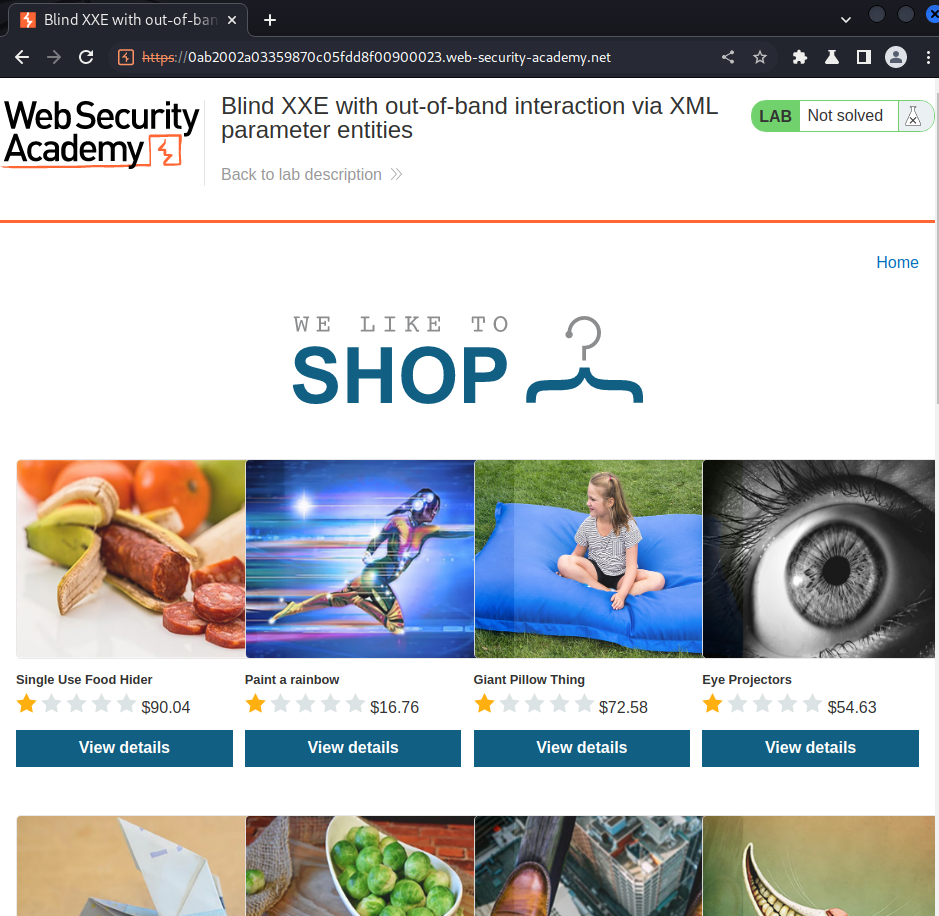 Blind XXE with out-of-ban
https://0ab2002a03359870c05fdd8f00900023.web-security-academy.net
Web Security
Academy
Blind XXE with out-of-band interaction via XML
parameter entities
LAB
Not solved
Back to lab description
Home
WE LIKE TO
SHOP
Single Use Food Hider
Paint a rainbow
Giant Pillow Thing
Eye Projectors
$90.04
$16.76
$72.58
$54.63
View details
View details
View details
View details